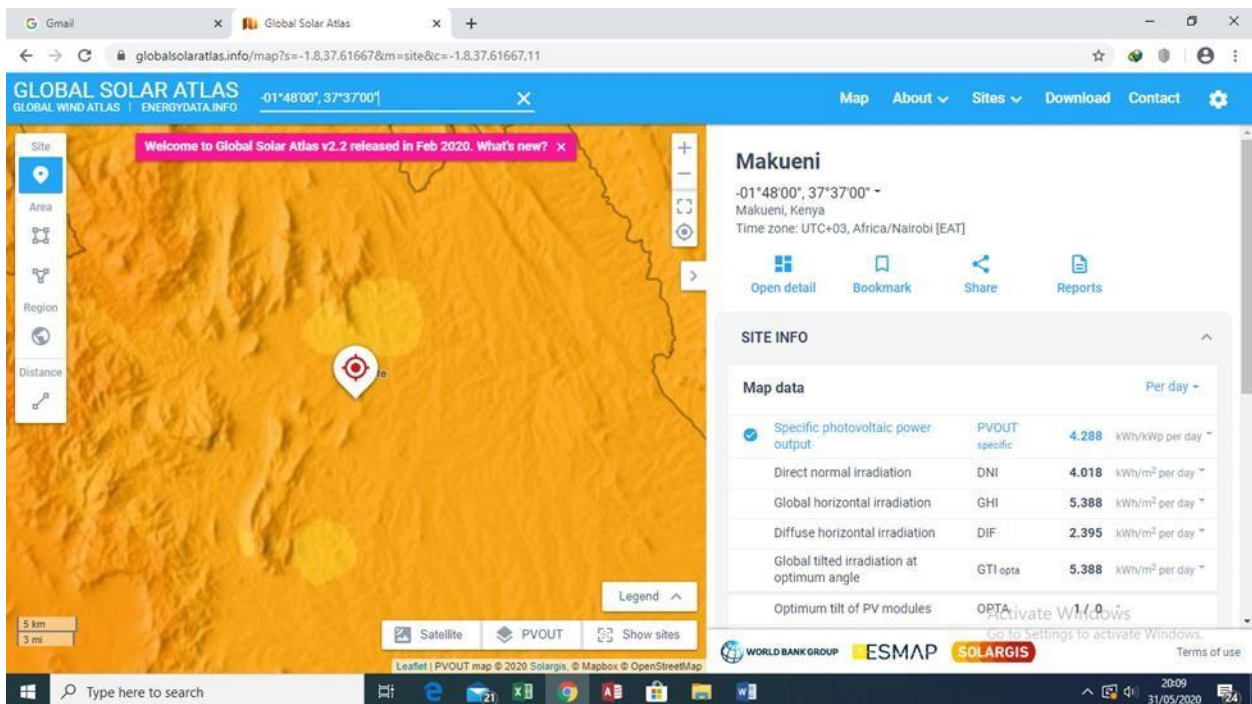 Gmail
Global Solar Atlas
globalsolaratlas.info/map?s=-1.8,37.61667&m=site&c=-1.8,37.61667,11
GLOBAL SOLAR ATLAS
GLOBAL WIND ATLAS | ENERGYDATA.INFO
-01°48'00", 37°37'00"
Map About Sites Download Contact
Site
Welcome to Global Solar Atlas v2.2 released in Feb 2020. What's new? ×
Area
Region
Distance
5 km
3 mi
Legend
Satellite PVOUT Show sites
Leaflet | PVOUT map © 2020 Solargis, © Mapbox © OpenStreetMap
Makueni
-01°48'00", 37°37'00"
Makueni, Kenya
Time zone: UTC+03, Africa/Nairobi [EAT]
Open detail Bookmark Share Reports
SITE INFO
Map data Per day
Specific photovoltaic power output PVOUT specific 4.288 kWh/kWp per day
Direct normal irradiation DNI 4.018 kWh/m² per day
Global horizontal irradiation GHI 5.388 kWh/m² per day
Diffuse horizontal irradiation DIF 2.395 kWh/m² per day
Global tilted irradiation at optimum angle GTI opta 5.388 kWh/m² per day
Optimum tilt of PV modules OPTA 1 / 0 °
Activate Windows
Go to Settings to activate Windows.
WORLD BANK GROUP ESMAP SOLARGIS
Terms of use
Type here to search
21
20:09
31/05/2020
24